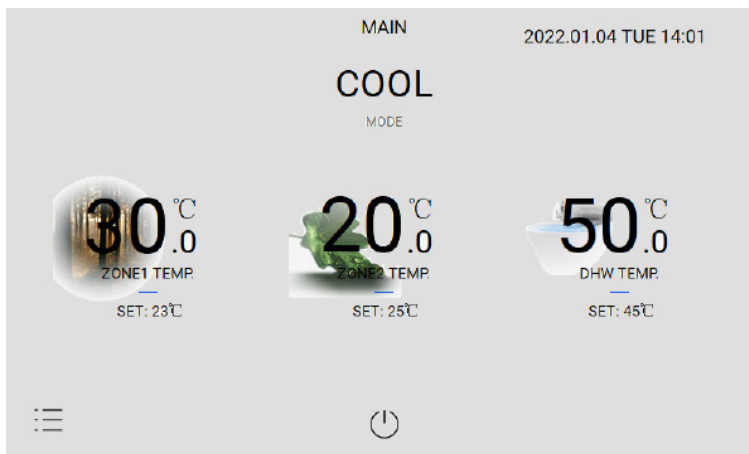 MAIN
2022.01.04 TUE 14:01
COOL
MODE
30.0℃
20.0℃
50.0℃
ZONE1 TEMP.
ZONE2 TEMP.
DHW TEMP.
SET: 23℃
SET: 25℃
SET: 45℃